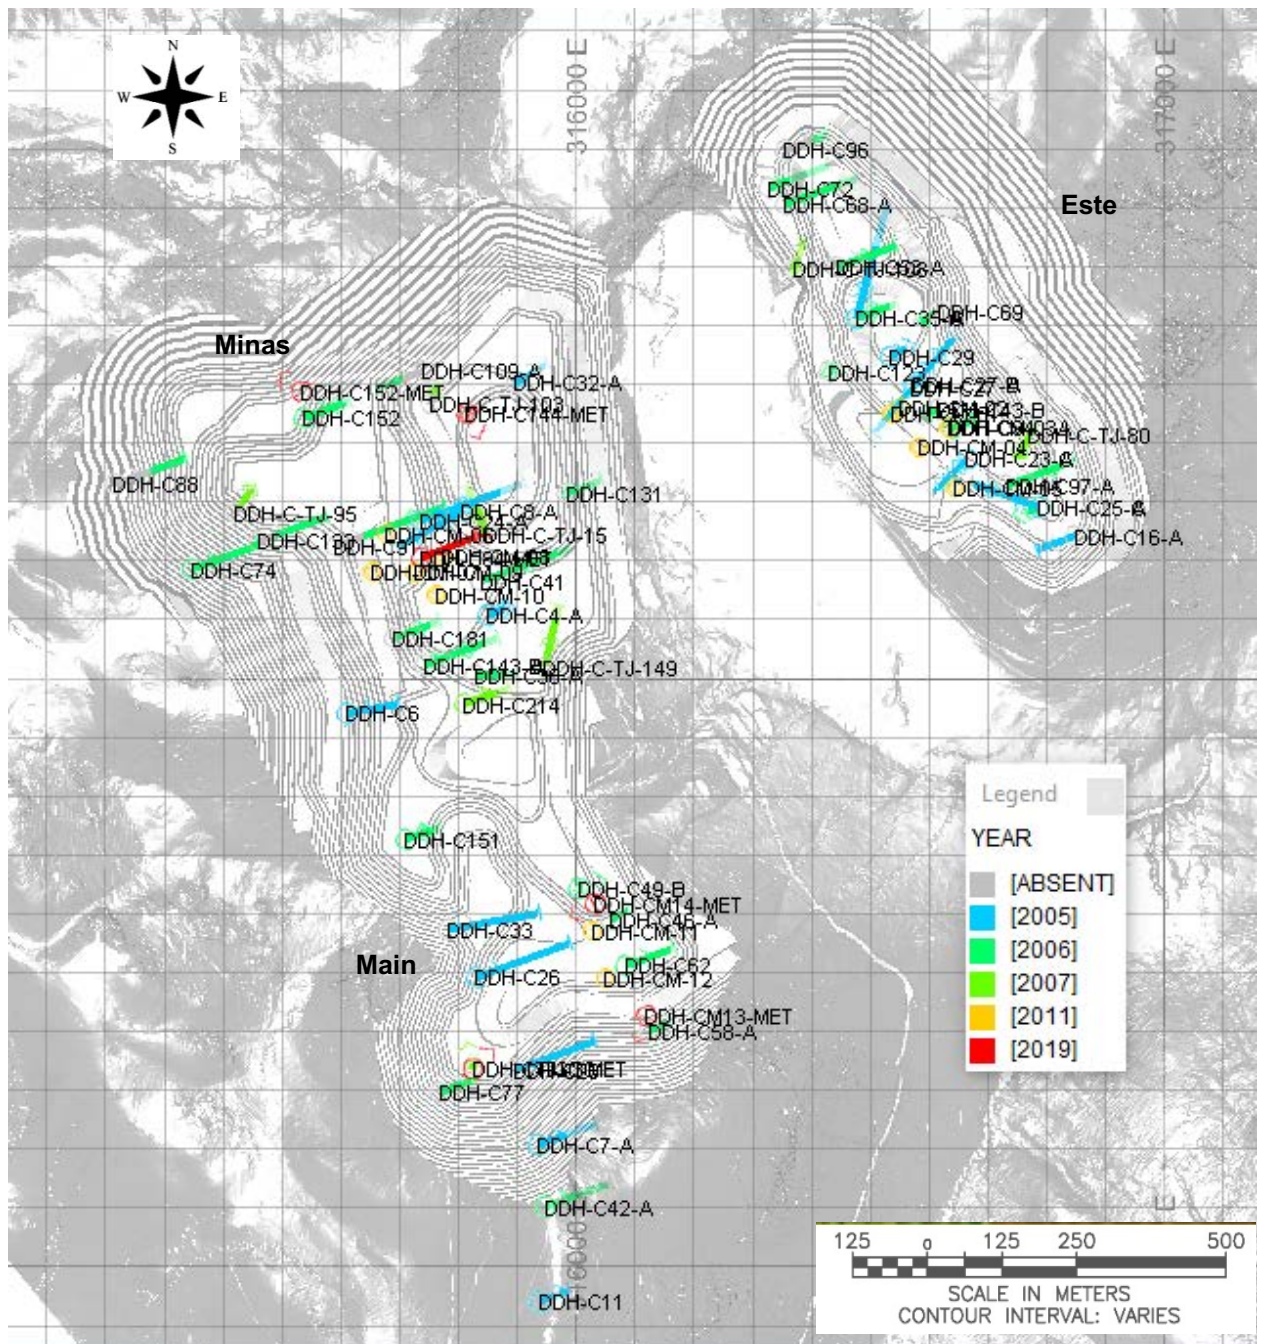 N
W E
S
316000 E
317000 E
DDH-C96
DDH-C72
DDH-C68-A
Este
DDH-C69
DDH-C29
Minas
DDH-C109-A
DDH-C32-A
DDH-C152-MET
DDH-C-TJ-103
DDH-C152
DDH-C144-MET
DDH-CM-04
DDH-C-TJ-80
DDH-C88
DDH-C131
DDH-C97-A
DDH-C-TJ-95
DDH-C8-A
DDH-C24-A
DDH-C16-A
DDH-CM-06
DDH-C-TJ-15
DDH-C74
DDH-C41
DDH-CM-10
DDH-C4-A
DDH-C181
DDH-C-TJ-149
DDH-C6
DDH-C214
Legend
YEAR
DDH-C151
[ABSENT]
[2005]
[2006]
[2007]
[2011]
[2019]
DDH-C49-B
DDH-CM14-MET
DDH-C46-A
DDH-C33
DDH-CM-11
Main
DDH-C62
DDH-C26
DDH-CM-12
DDH-CM13-MET
DDH-C58-A
DDH-C77
DDH-C7-A
DDH-C42-A
E
DDH-C11
125 0 125 250 500
SCALE IN METERS
CONTOUR INTERVAL: VARIES